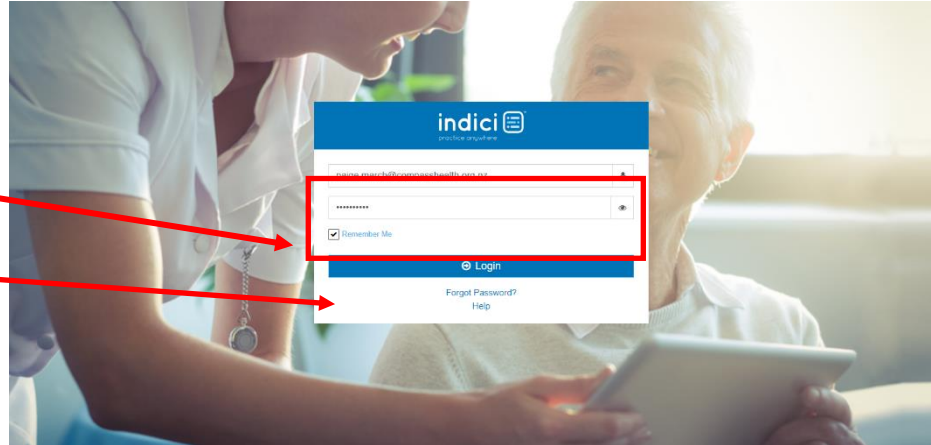 indici
practice anywhere
paige.march@compasshealth.org.nz
••••••••••
Remember Me
Login
Forgot Password?
Help